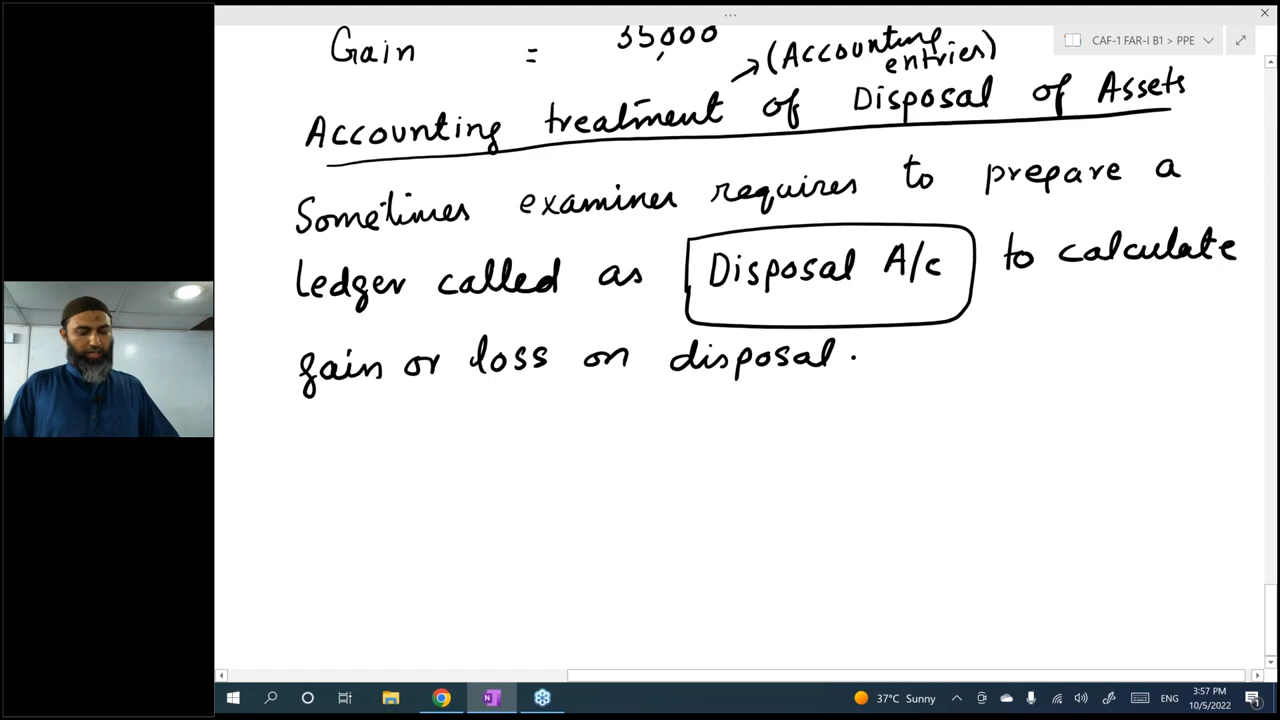 CAF-1 FAR-I B1 > PPE
Gain = 35,000
(Accounting
entries)
Accounting treatment of Disposal of Assets
Sometimes examiner requires to prepare a
ledger called as Disposal A/c to calculate
gain or loss on disposal.
37°C Sunny
ENG
3:57 PM
10/5/2022
1